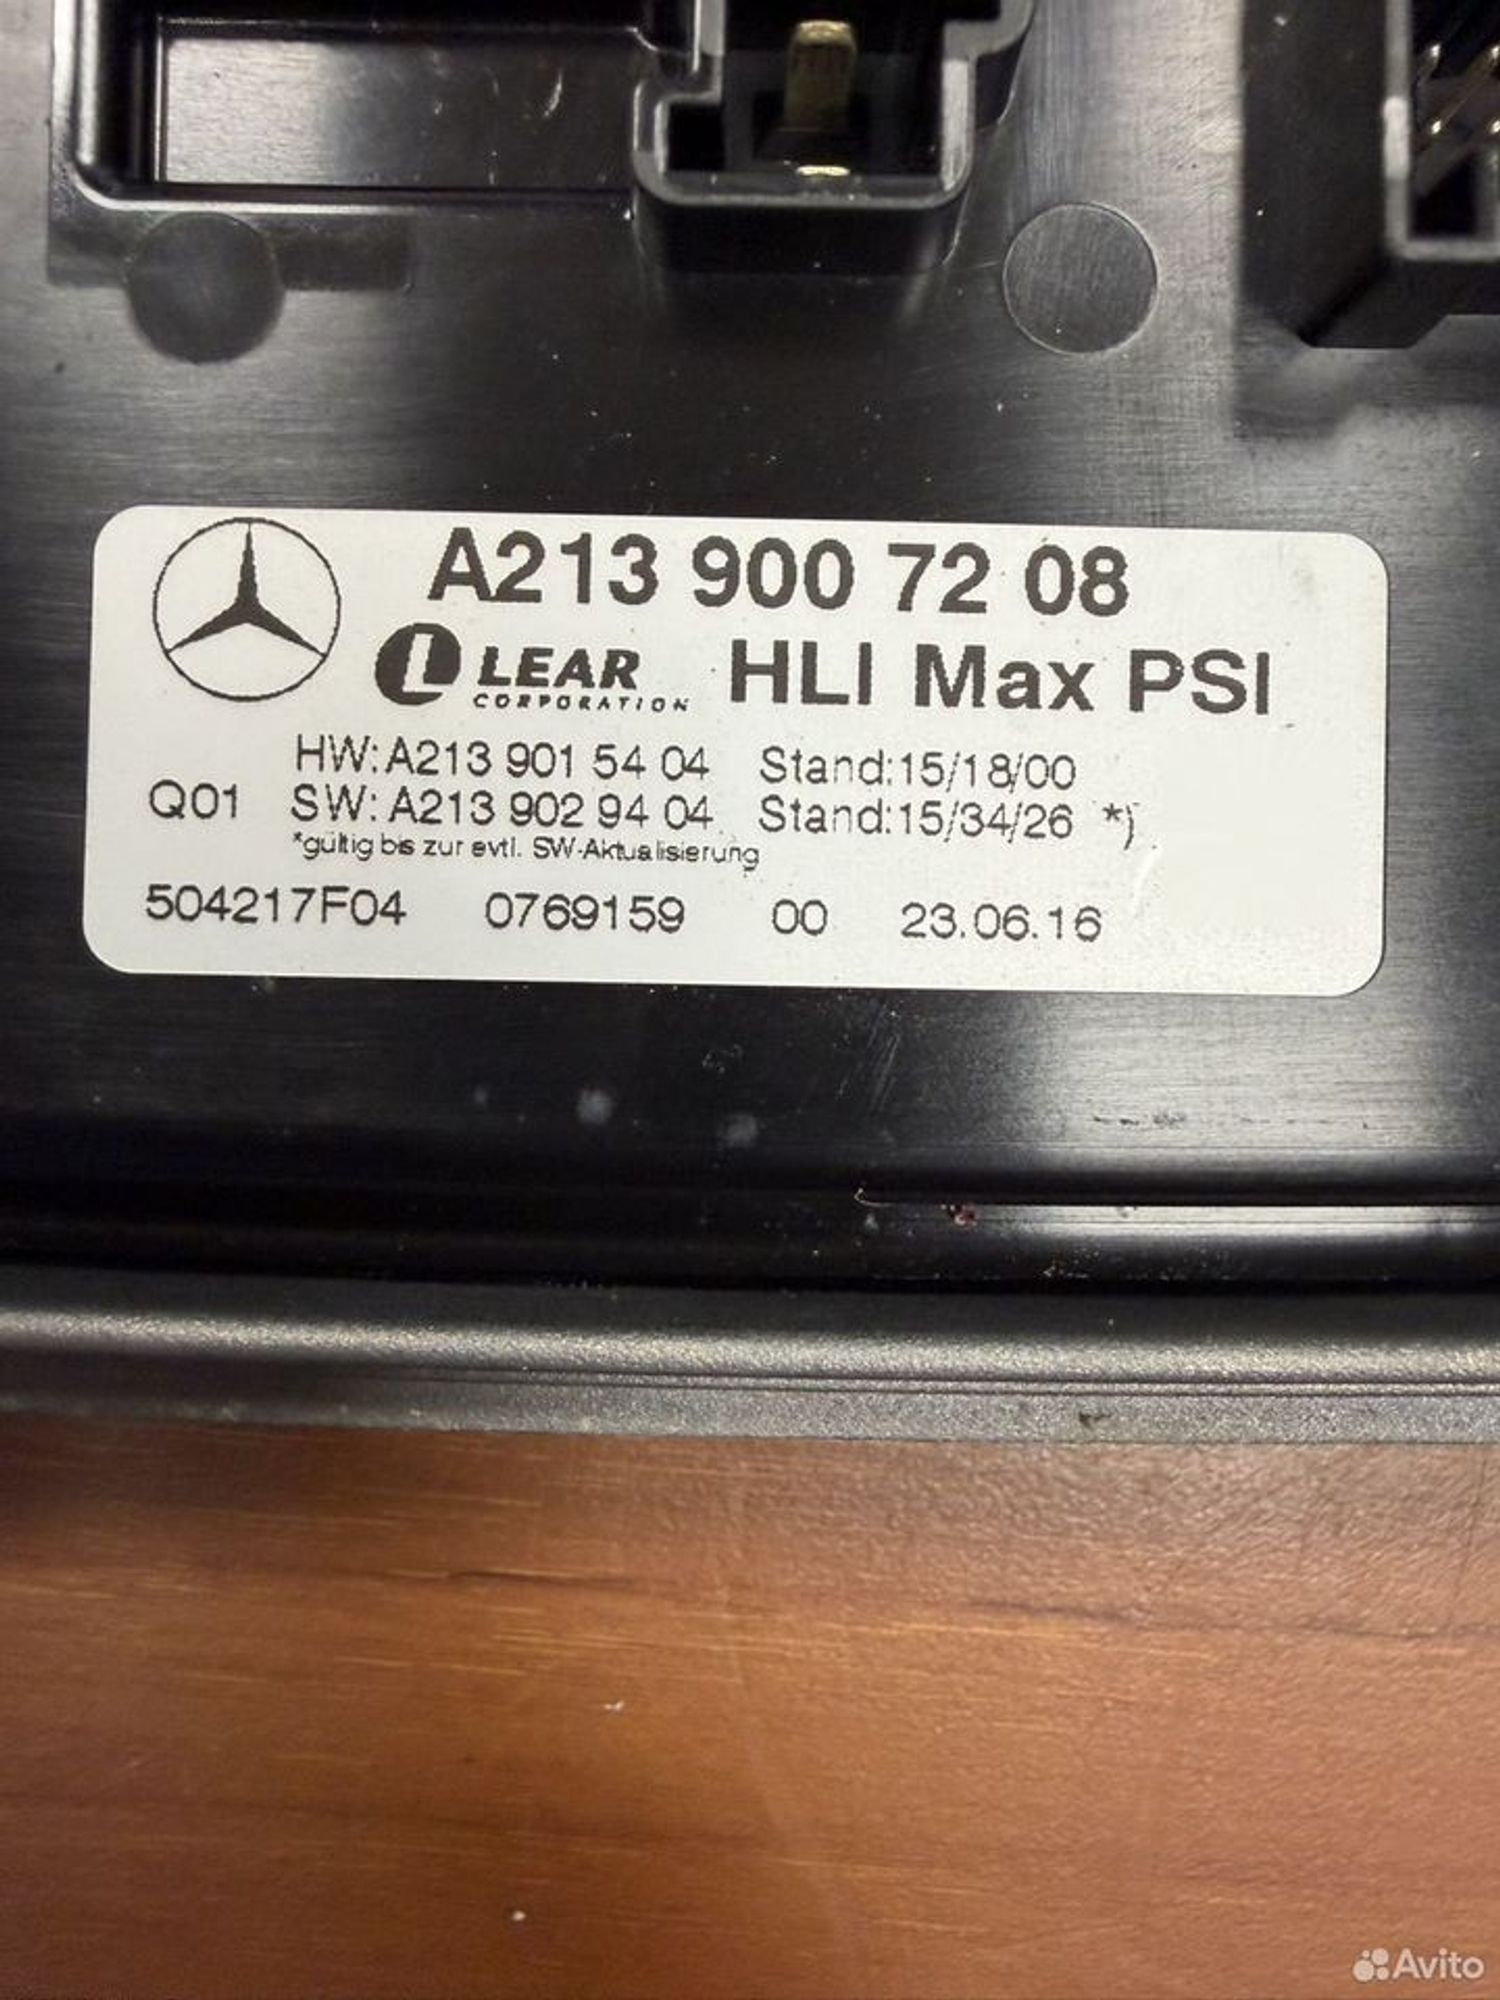 A213 900 72 08
LEAR HLI Max PSI
CORPORATION
HW:A213 901 54 04 Stand:15/18/00
Q01 SW:A213 902 94 04 Stand:15/34/26 *)
*gültig bis zur evtl. SW-Aktualisierung
504217F04 0769159 00 23.06.16
Avito